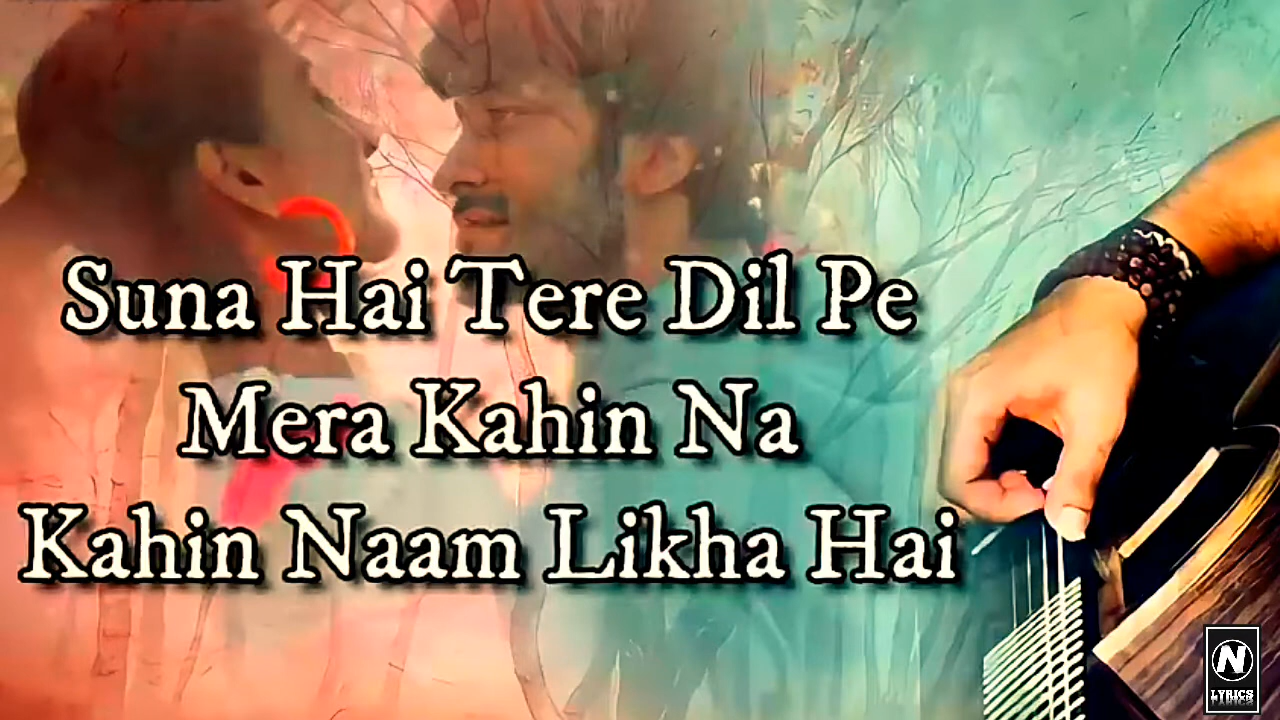 Suna Hai Tere Dil Pe
Mera Kahin Na
Kahin Naam Likha Hai
N
LYRICS